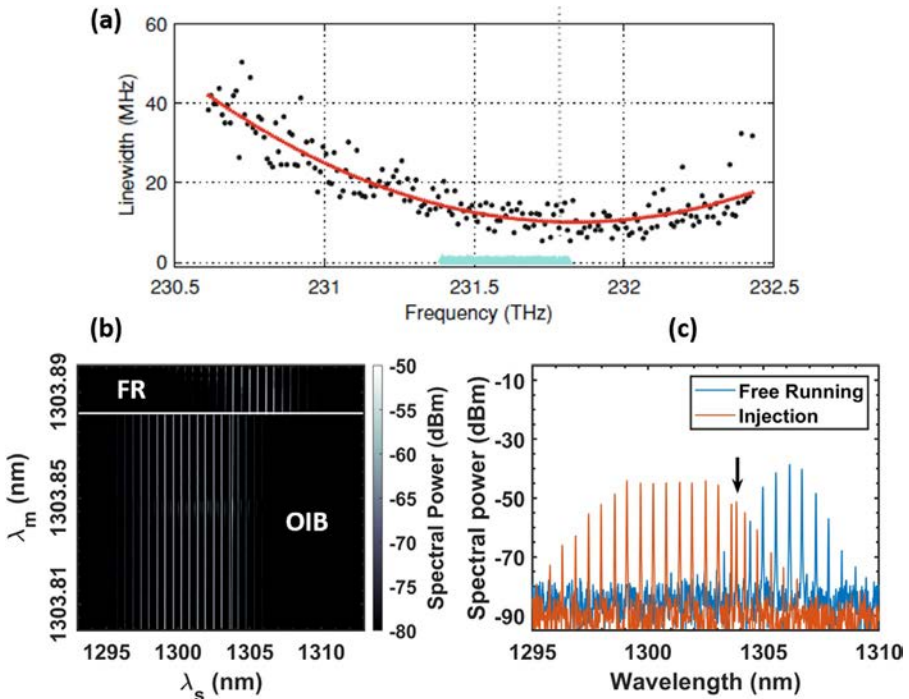 (a)
60
40
20
0
Linewidth (MHz)
230.5 231 231.5 232 232.5
Frequency (THz)
(b)
FR
OIB
1303.89
1303.85
1303.81
λm (nm)
1295 1300 1305 1310
λs (nm)
-50
-55
-60
-65
-70
-75
-80
Spectral Power (dBm)
(c)
Free Running
Injection
-5
-30
-50
-70
-90
Spectral power (dBm)
1295 1300 1305 1310
Wavelength (nm)